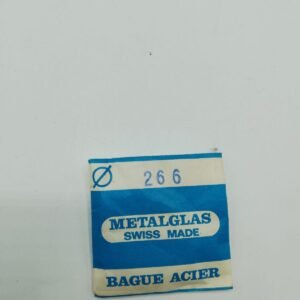 Ø 266
METALGLAS
SWISS MADE
BAGUE ACIER